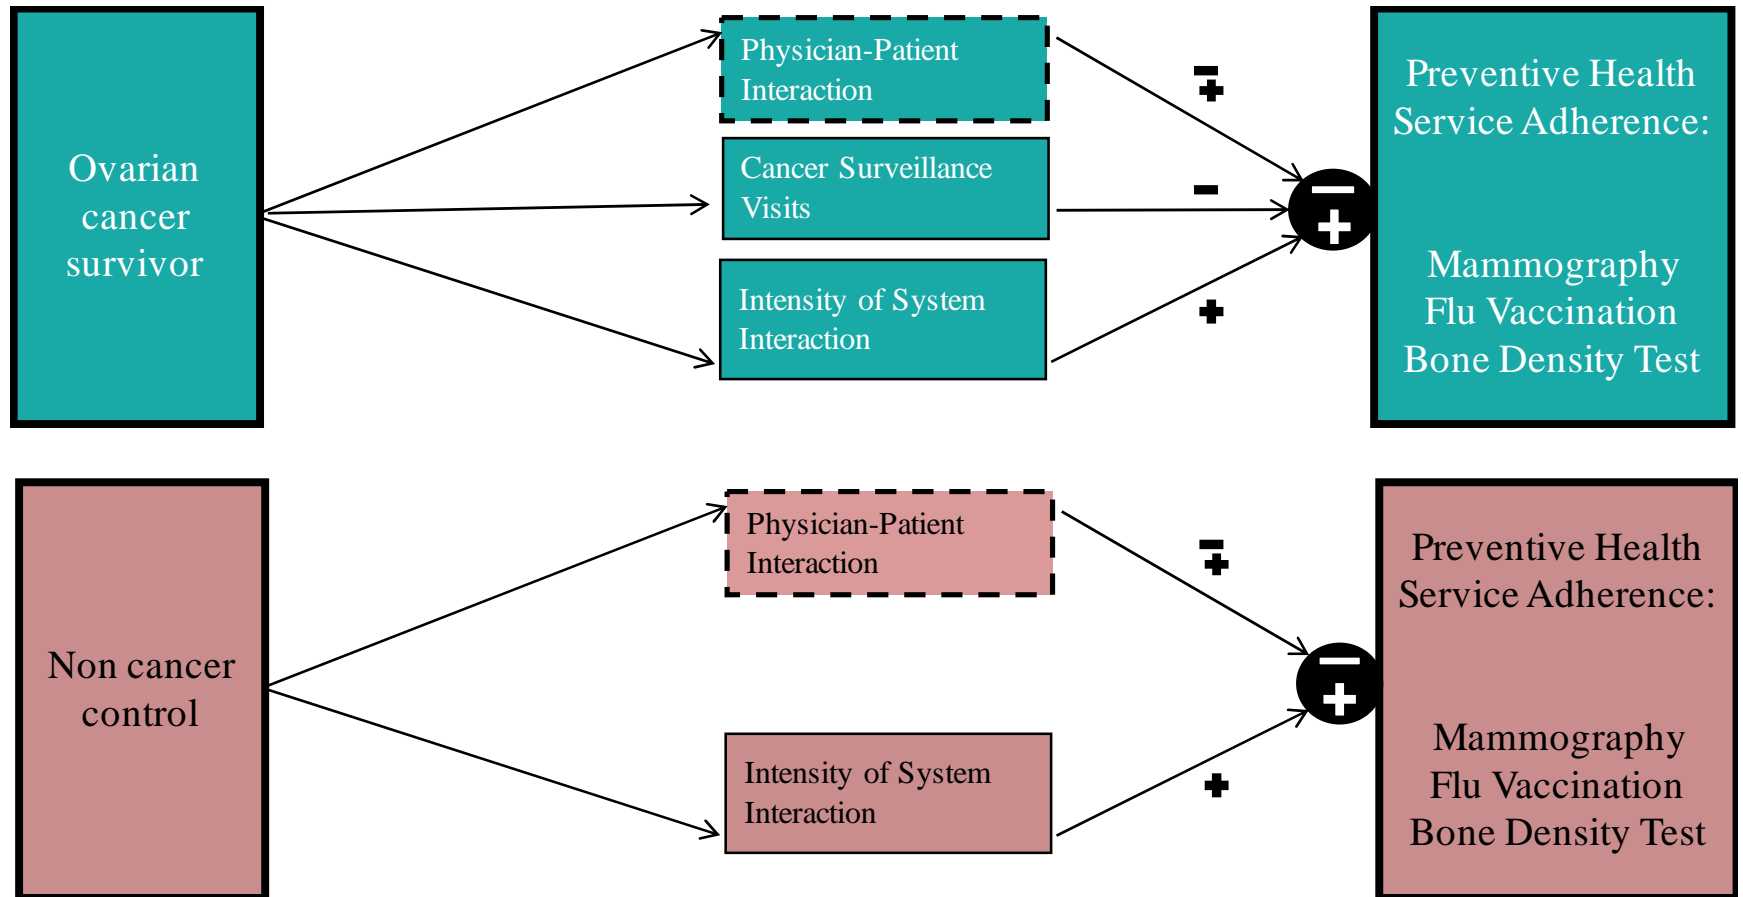 Ovarian
cancer
survivor
Physician-Patient
Interaction
Cancer Surveillance
Visits
Intensity of System
Interaction
-
+
-
+
-
+
Preventive Health
Service Adherence:
Mammography
Flu Vaccination
Bone Density Test
Non cancer
control
Physician-Patient
Interaction
Intensity of System
Interaction
-
+
+
-
+
Preventive Health
Service Adherence:
Mammography
Flu Vaccination
Bone Density Test